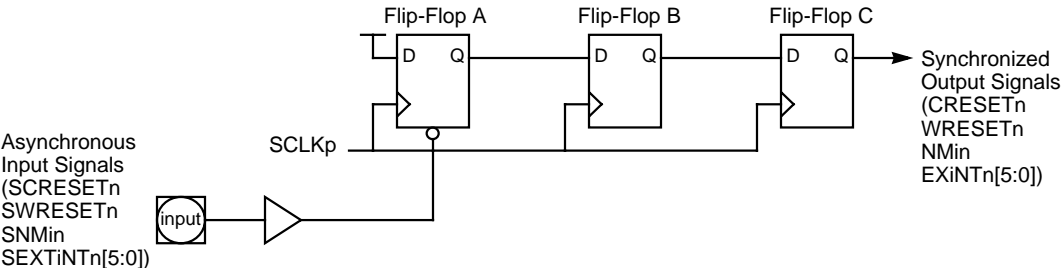 Flip-Flop A Flip-Flop B Flip-Flop C
D Q D Q D Q
Synchronized
Output Signals
(CRESETn
WRESETn
NMin
EXiNTn[5:0])
SCLKp
Asynchronous
Input Signals
(SCRESETn
SWRESETn
SNMin
SEXTiNTn[5:0])
input